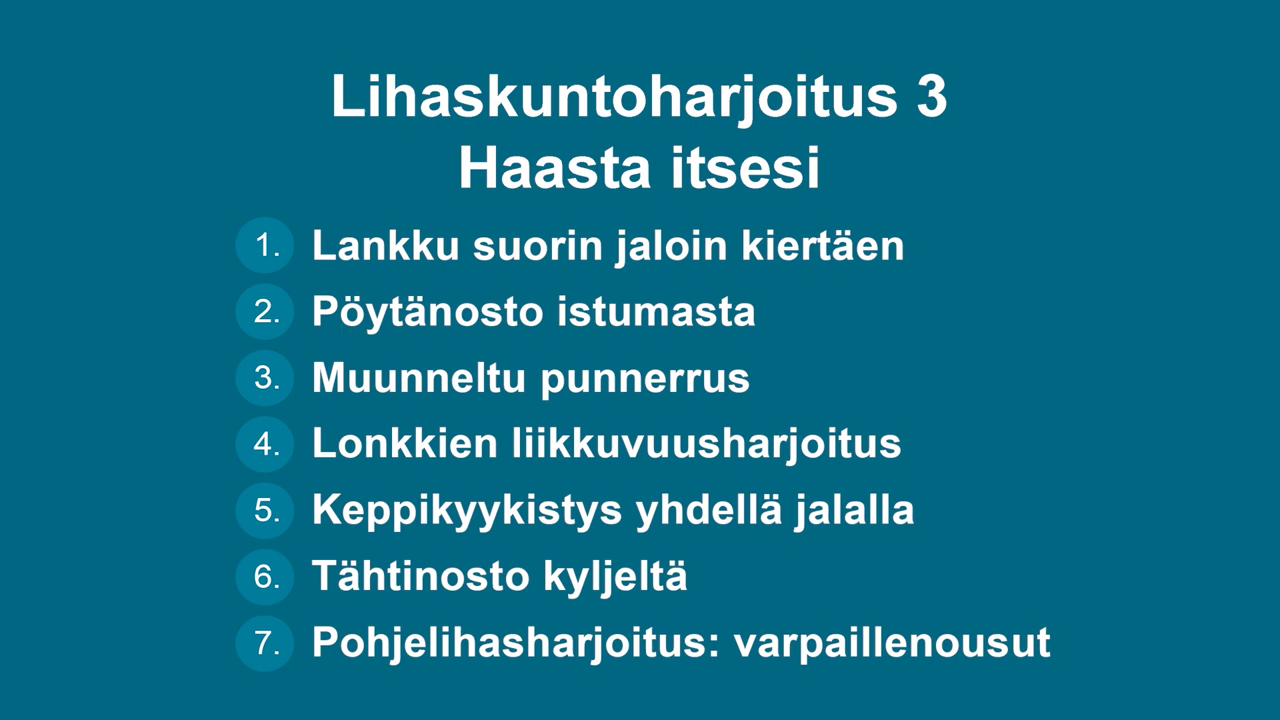 Lihaskuntoharjoitus 3
Haasta itsesi
1. Lankku suorin jaloin kiertäen
2. Pöytänosto istumasta
3. Muunneltu punnerrus
4. Lonkkien liikkuvuusharjoitus
5. Keppikyykistys yhdellä jalalla
6. Tähtinosto kyljeltä
7. Pohjelihasharjoitus: varpaillenousut